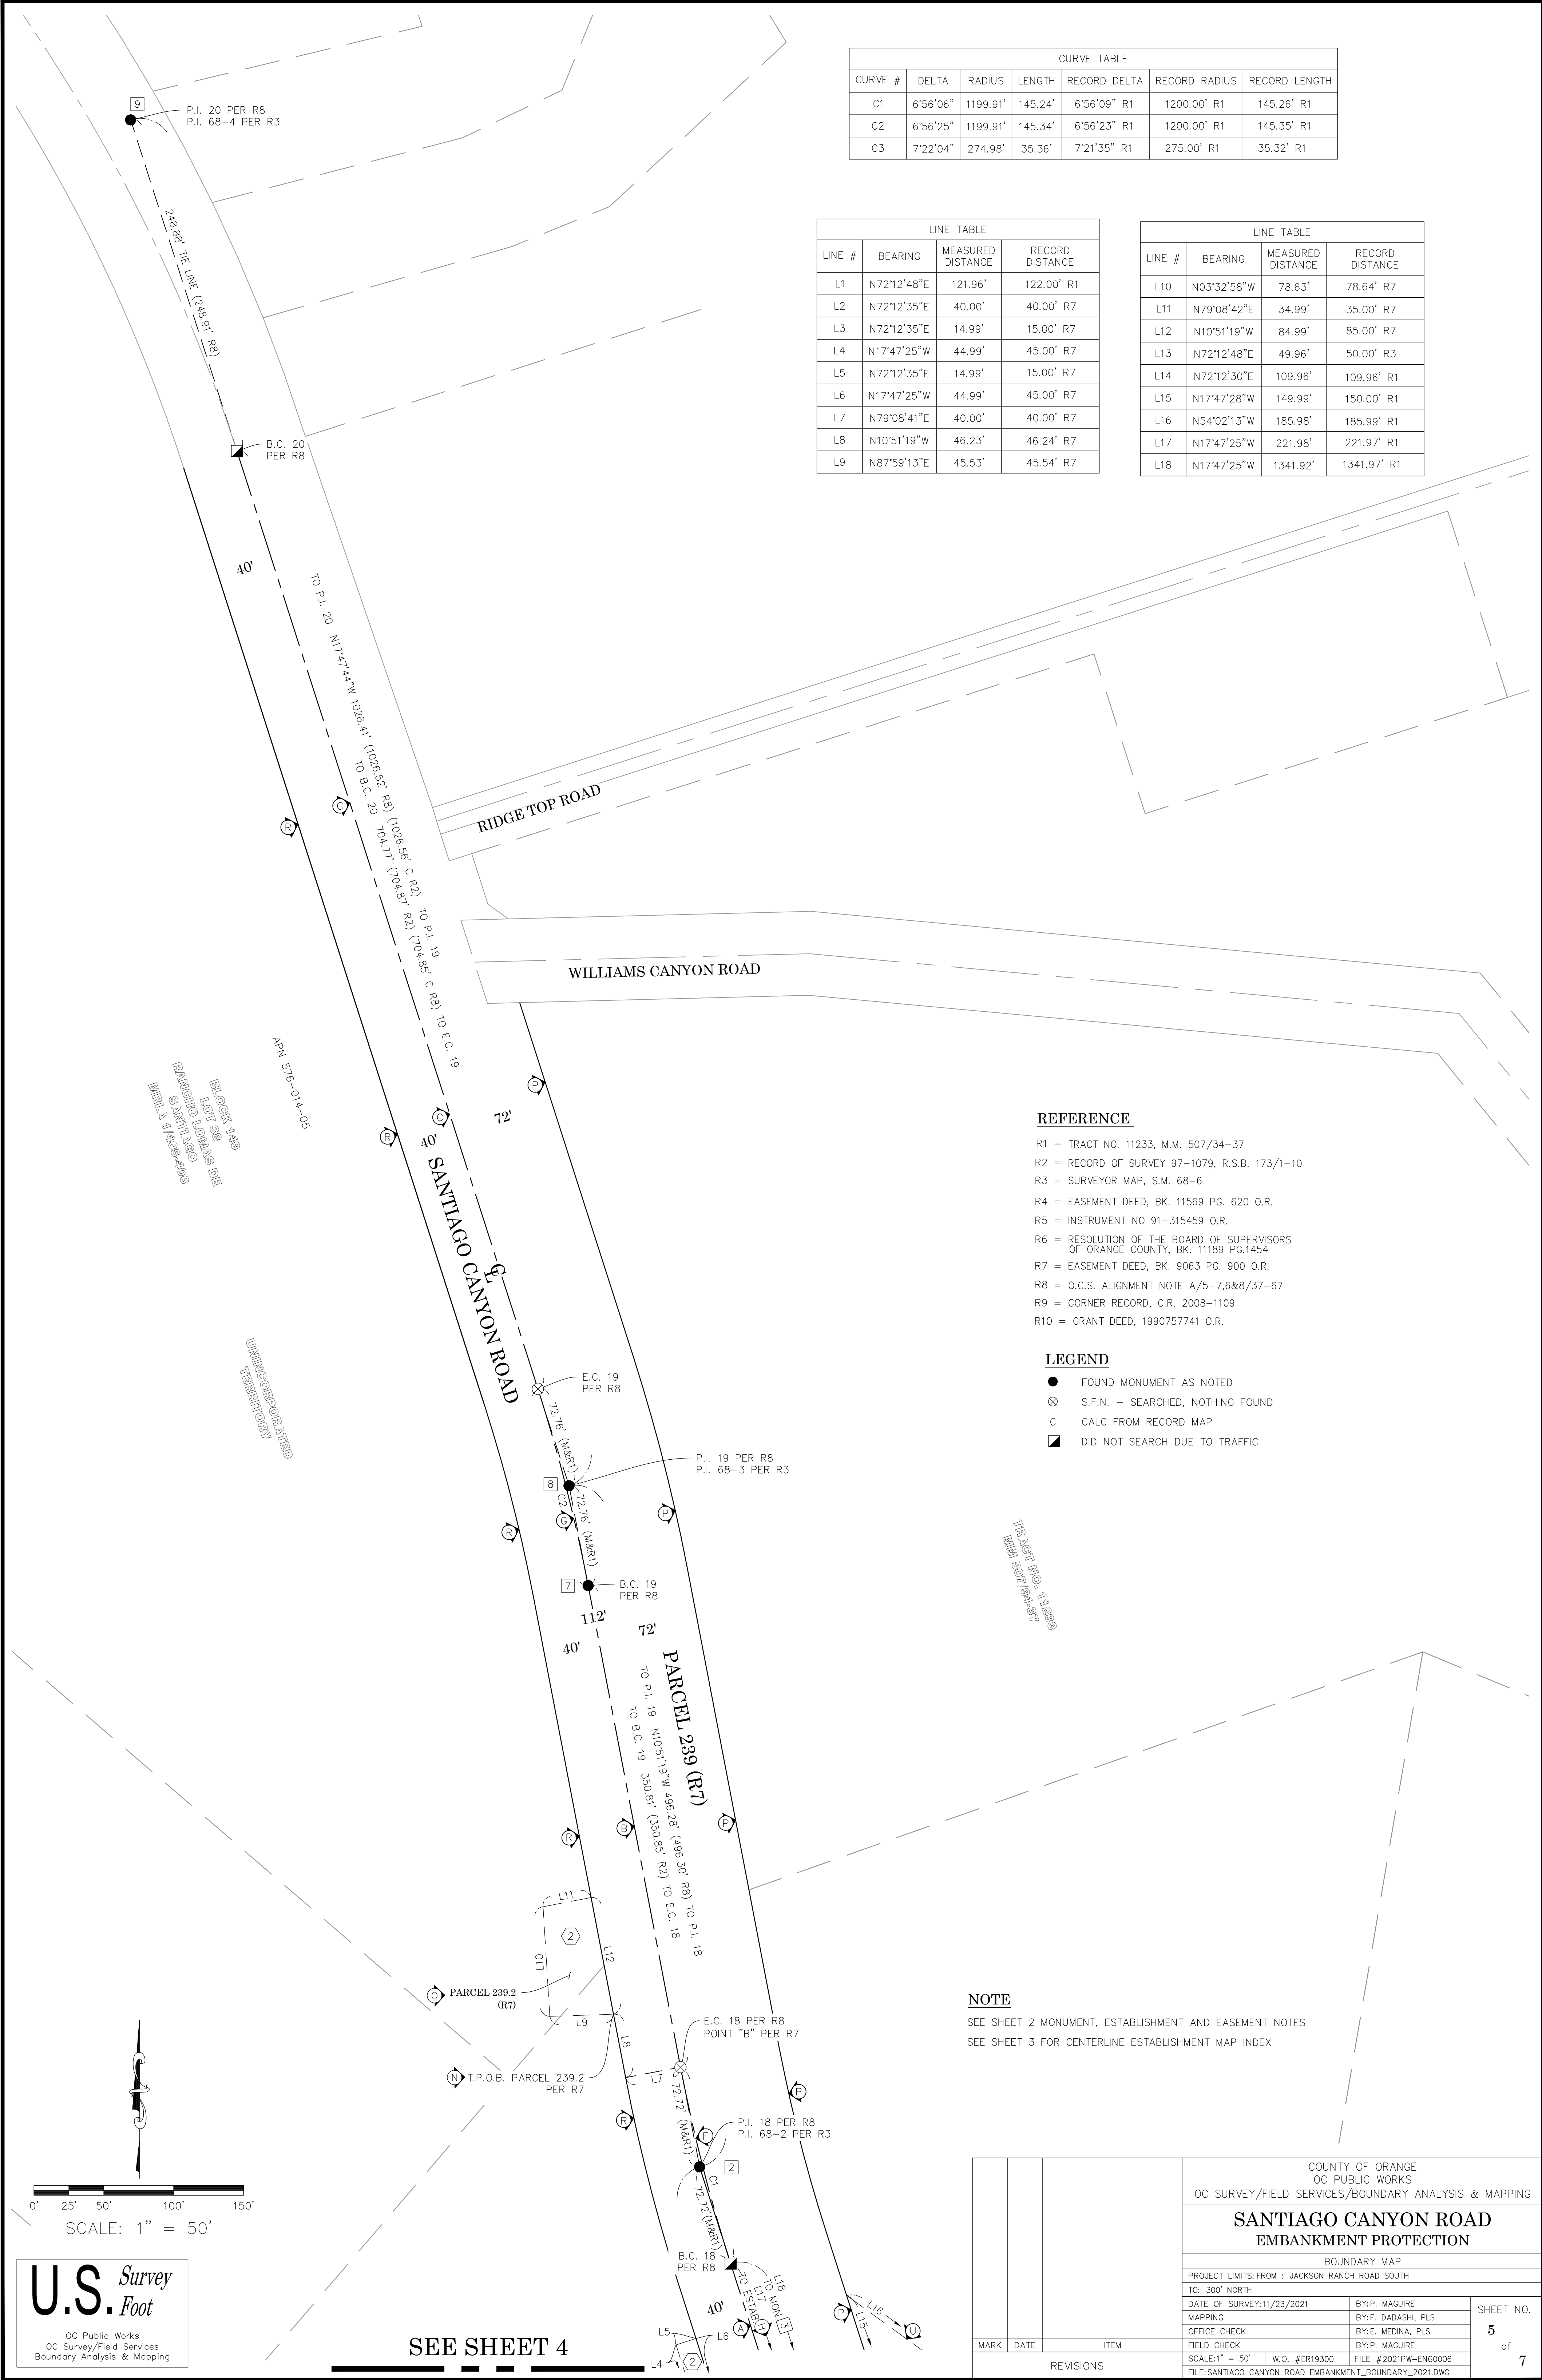 CURVE TABLE
CURVE # DELTA RADIUS LENGTH RECORD DELTA RECORD RADIUS RECORD LENGTH
C1 6°56'06" 1199.91' 145.24' 6°56'09" R1 1200.00' R1 145.26' R1
C2 6°56'25" 1199.91' 145.34' 6°56'23" R1 1200.00' R1 145.35' R1
C3 7°22'04" 274.98' 35.36' 7°21'35" R1 275.00' R1 35.32' R1
LINE TABLE
LINE # BEARING MEASURED DISTANCE RECORD DISTANCE
L1 N72°12'48"E 121.96' 122.00' R1
L2 N72°12'35"E 40.00' 40.00' R7
L3 N72°12'35"E 14.99' 15.00' R7
L4 N17°47'25"W 44.99' 45.00' R7
L5 N72°12'35"E 14.99' 15.00' R7
L6 N17°47'25"W 44.99' 45.00' R7
L7 N79°08'41"E 40.00' 40.00' R7
L8 N10°51'19"W 46.23' 46.24' R7
L9 N87°59'13"E 45.53' 45.54' R7
LINE TABLE
LINE # BEARING MEASURED DISTANCE RECORD DISTANCE
L10 N03°32'58"W 78.63' 78.64' R7
L11 N79°08'42"E 34.99' 35.00' R7
L12 N10°51'19"W 84.99' 85.00' R7
L13 N72°12'48"E 49.96' 50.00' R3
L14 N72°12'30"E 109.96' 109.96' R1
L15 N17°47'28"W 149.99' 150.00' R1
L16 N54°02'13"W 185.98' 185.99' R1
L17 N17°47'25"W 221.98' 221.97' R1
L18 N17°47'25"W 1341.92' 1341.97' R1
9
P.I. 20 PER R8
P.I. 68-4 PER R3
248.88' TIE LINE (248.91' R8)
B.C. 20
PER R8
40'
TO P.I. 20 N17°47'44"W 1026.41' (1026.52' R8) (1026.56' C R2) TO P.I. 19
TO B.C. 20 704.77' (704.87' R2) (704.85' C R8) TO E.C. 19
R
C
RIDGE TOP ROAD
WILLIAMS CANYON ROAD
P
72'
C
R
40'
APN 576-014-05
BLOCK 149
LOT 36
RANCHO LOMAS DE
SANTIAGO
MRLA 1/405-406
SANTIAGO CANYON ROAD
CL
UNINCORPORATED
TERRITORY
REFERENCE
R1 = TRACT NO. 11233, M.M. 507/34-37
R2 = RECORD OF SURVEY 97-1079, R.S.B. 173/1-10
R3 = SURVEYOR MAP, S.M. 68-6
R4 = EASEMENT DEED, BK. 11569 PG. 620 O.R.
R5 = INSTRUMENT NO 91-315459 O.R.
R6 = RESOLUTION OF THE BOARD OF SUPERVISORS
OF ORANGE COUNTY, BK. 11189 PG.1454
R7 = EASEMENT DEED, BK. 9063 PG. 900 O.R.
R8 = O.C.S. ALIGNMENT NOTE A/5-7,6&8/37-67
R9 = CORNER RECORD, C.R. 2008-1109
R10 = GRANT DEED, 1990757741 O.R.
LEGEND
FOUND MONUMENT AS NOTED
S.F.N. - SEARCHED, NOTHING FOUND
C CALC FROM RECORD MAP
DID NOT SEARCH DUE TO TRAFFIC
E.C. 19
PER R8
72.76' (M&R1)
P.I. 19 PER R8
P.I. 68-3 PER R3
8
C2
G
72.76' (M&R1)
P
R
7
B.C. 19
PER R8
112'
40'
72'
TRACT NO. 11233
MM 507/34-37
PARCEL 239 (R7)
TO P.I. 19 N10°51'19"W 496.28' (496.30' R8) TO P.I. 18
TO B.C. 19 350.81' (350.85' R2) TO E.C. 18
R
B
P
L11
2
L10
L12
O
PARCEL 239.2
(R7)
L9
L8
E.C. 18 PER R8
POINT "B" PER R7
N
T.P.O.B. PARCEL 239.2
PER R7
L7
72.72' (M&R1)
P
R
F
P.I. 18 PER R8
P.I. 68-2 PER R3
2
C1
72.72' (M&R1)
B.C. 18
PER R8
L18
TO MON. 3
L17
TO ESTAB.
H
A
40'
L5
L6
L4
2
P
L15
L16
U
NOTE
SEE SHEET 2 MONUMENT, ESTABLISHMENT AND EASEMENT NOTES
SEE SHEET 3 FOR CENTERLINE ESTABLISHMENT MAP INDEX
0' 25' 50' 100' 150'
SCALE: 1" = 50'
U.S. Survey Foot
OC Public Works
OC Survey/Field Services
Boundary Analysis & Mapping
SEE SHEET 4
MARK DATE ITEM
REVISIONS
COUNTY OF ORANGE
OC PUBLIC WORKS
OC SURVEY/FIELD SERVICES/BOUNDARY ANALYSIS & MAPPING
SANTIAGO CANYON ROAD
EMBANKMENT PROTECTION
BOUNDARY MAP
PROJECT LIMITS: FROM : JACKSON RANCH ROAD SOUTH
TO: 300' NORTH
DATE OF SURVEY:11/23/2021 BY:P. MAGUIRE
MAPPING BY:F. DADASHI, PLS
OFFICE CHECK BY:E. MEDINA, PLS
FIELD CHECK BY:P. MAGUIRE
SCALE:1" = 50' W.O. #ER19300 FILE #2021PW-ENG0006
FILE:SANTIAGO CANYON ROAD EMBANKMENT_BOUNDARY_2021.DWG
SHEET NO.
5
of
7